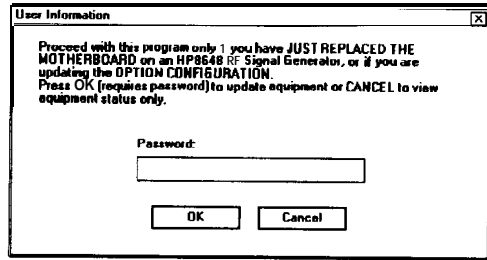 User Information
Proceed with this program only 1 you have JUST REPLACED THE
MOTHERBOARD on an HP8648 RF Signal Generator, or if you are
updating the OPTION CONFIGURATION.
Press OK (requires password) to update equipment or CANCEL to view
equipment status only.
Password:
OK
Cancel